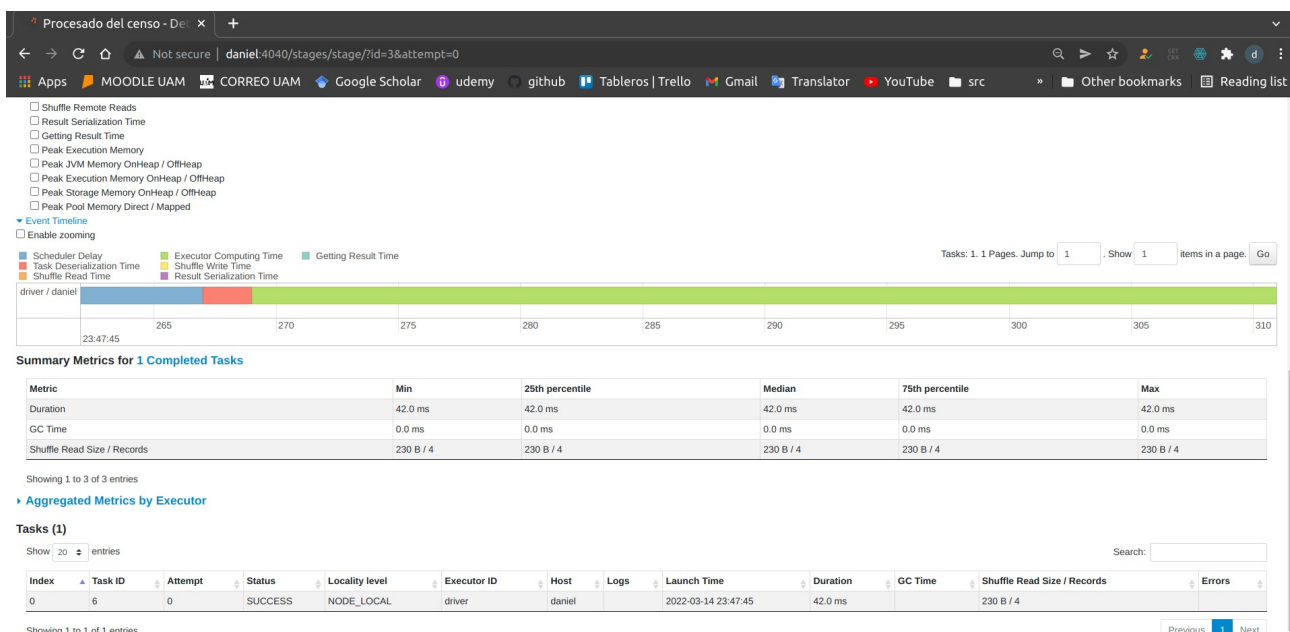 Procesado del censo - De
Not secure | daniel:4040/stages/stage/?id=3&attempt=0
Apps MOODLE UAM CORREO UAM Google Scholar udemy github Tableros | Trello Gmail Translator YouTube src » Other bookmarks Reading list
Shuffle Remote Reads
Result Serialization Time
Getting Result Time
Peak Execution Memory
Peak JVM Memory OnHeap / OffHeap
Peak Execution Memory OnHeap / OffHeap
Peak Storage Memory OnHeap / OffHeap
Peak Pool Memory Direct / Mapped
Event Timeline
Enable zooming
Scheduler Delay Executor Computing Time Getting Result Time
Task Deserialization Time Shuffle Write Time
Shuffle Read Time Result Serialization Time
Tasks: 1. 1 Pages. Jump to 1 . Show 1 items in a page. Go
driver / daniel
265 270 275 280 285 290 295 300 305 310
23:47:45
Summary Metrics for 1 Completed Tasks
Metric Min 25th percentile Median 75th percentile Max
Duration 42.0 ms 42.0 ms 42.0 ms 42.0 ms 42.0 ms
GC Time 0.0 ms 0.0 ms 0.0 ms 0.0 ms 0.0 ms
Shuffle Read Size / Records 230 B / 4 230 B / 4 230 B / 4 230 B / 4 230 B / 4
Showing 1 to 3 of 3 entries
Aggregated Metrics by Executor
Tasks (1)
Show 20 entries Search:
Index Task ID Attempt Status Locality level Executor ID Host Logs Launch Time Duration GC Time Shuffle Read Size / Records Errors
0 6 0 SUCCESS NODE_LOCAL driver daniel 2022-03-14 23:47:45 42.0 ms 230 B / 4
Showing 1 to 1 of 1 entries Previous 1 Next